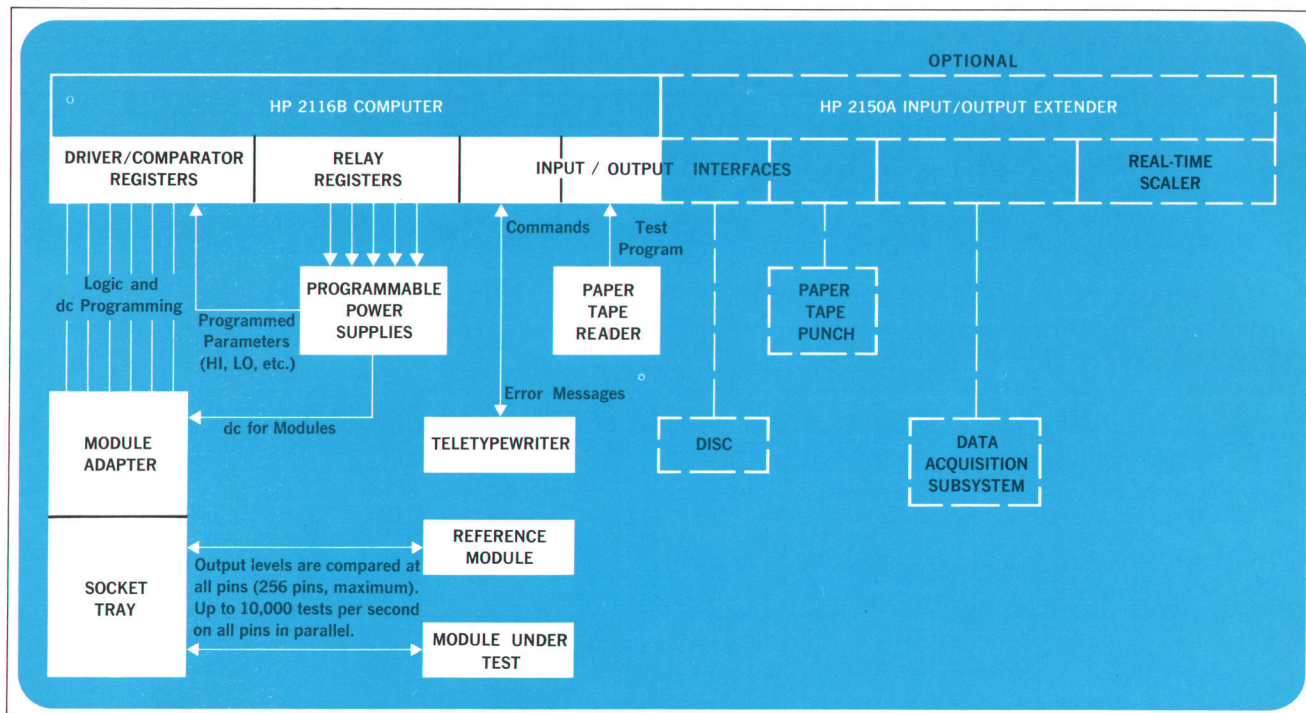 OPTIONAL
HP 2116B COMPUTER
HP 2150A INPUT/OUTPUT EXTENDER
DRIVER/COMPARATOR
REGISTERS
RELAY
REGISTERS
INPUT / OUTPUT INTERFACES
REAL-TIME
SCALER
Commands
Test
Program
Logic and
dc Programming
Programmed
Parameters
(HI, LO, etc.)
PROGRAMMABLE
POWER
SUPPLIES
PAPER
TAPE
READER
PAPER
TAPE
PUNCH
Error Messages
dc for Modules
MODULE
ADAPTER
TELETYPEWRITER
DISC
DATA
ACQUISITION
SUBSYSTEM
SOCKET
TRAY
REFERENCE
MODULE
Output levels are compared at
all pins (256 pins, maximum).
Up to 10,000 tests per second
on all pins in parallel.
MODULE UNDER
TEST